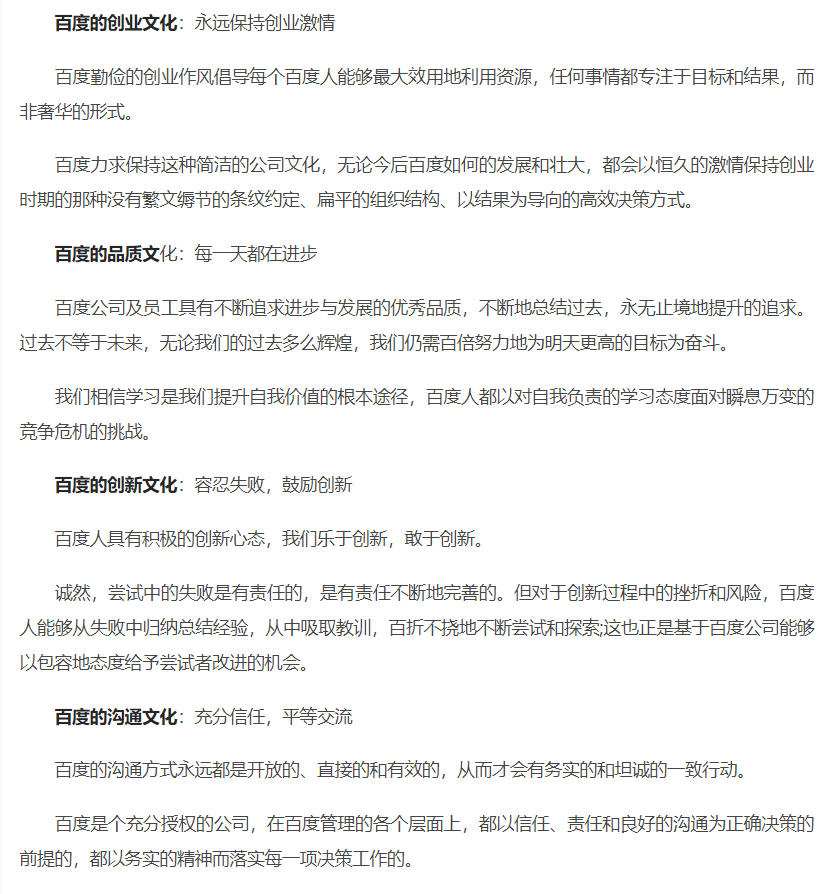 百度的创业文化：永远保持创业激情
百度勤俭的创业作风倡导每个百度人能够最大效用地利用资源，任何事情都专注于目标和结果，而
非奢华的形式。
百度力求保持这种简洁的公司文化，无论今后百度如何的发展和壮大，都会以恒久的激情保持创业
时期的那种没有繁文缛节的条纹约定、扁平的组织结构、以结果为导向的高效决策方式。
百度的品质文化：每一天都在进步
百度公司及员工具有不断追求进步与发展的优秀品质，不断地总结过去，永无止境地提升的追求。
过去不等于未来，无论我们的过去多么辉煌，我们仍需百倍努力地为明天更高的目标为奋斗。
我们相信学习是我们提升自我价值的根本途径，百度人都以对自我负责的学习态度面对瞬息万变的
竞争危机的挑战。
百度的创新文化：容忍失败，鼓励创新
百度人具有积极的创新心态，我们乐于创新，敢于创新。
诚然，尝试中的失败是有责任的，是有责任不断地完善的。但对于创新过程中的挫折和风险，百度
人能够从失败中归纳总结经验，从中吸取教训，百折不挠地不断尝试和探索;这也正是基于百度公司能够
以包容地态度给予尝试者改进的机会。
百度的沟通文化：充分信任，平等交流
百度的沟通方式永远都是开放的、直接的和有效的，从而才会有务实的和坦诚的一致行动。
百度是个充分授权的公司，在百度管理的各个层面上，都以信任、责任和良好的沟通为正确决策的
前提的，都以务实的精神而落实每一项决策工作的。